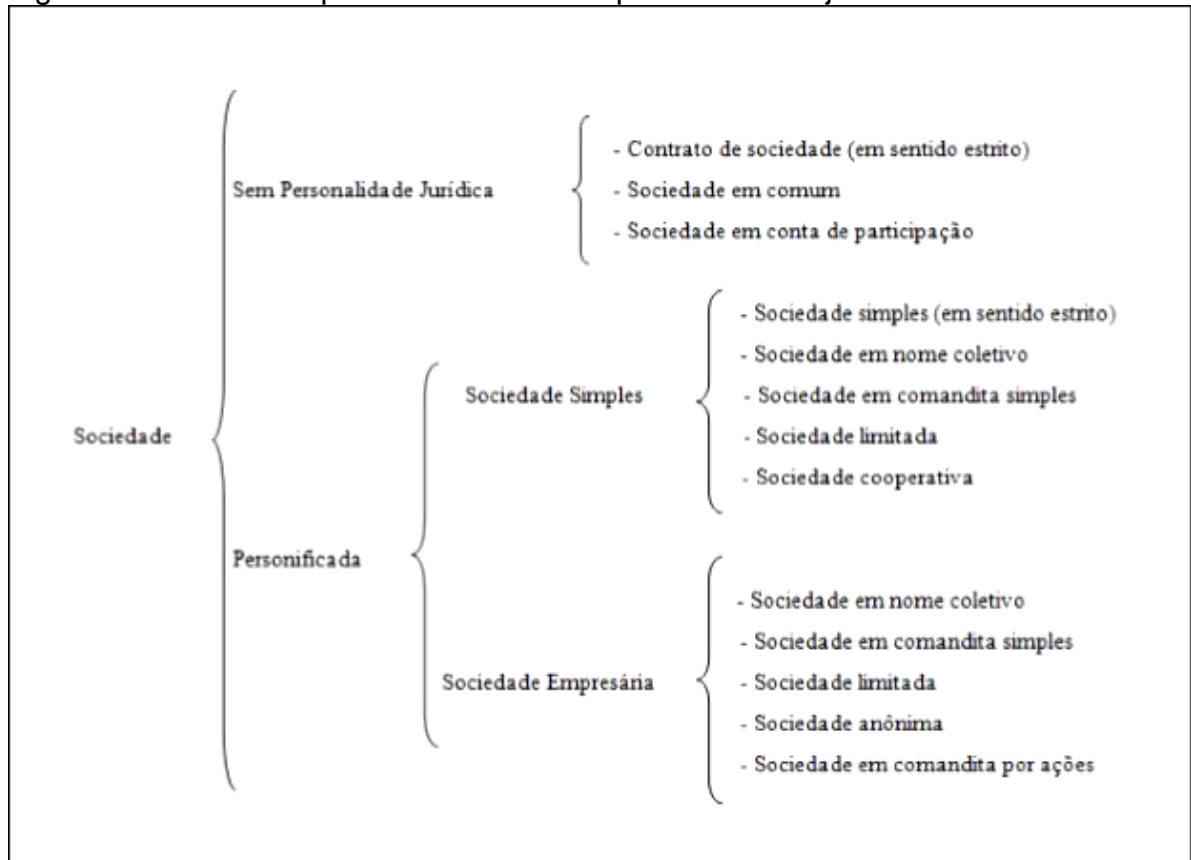 - Contrato de sociedade (em sentido estrito)
Sem Personalidade Jurídica
- Sociedade em comum
- Sociedade em conta de participação
- Sociedade simples (em sentido estrito)
- Sociedade em nome coletivo
Sociedade Simples
- Sociedade em comandita simples
Sociedade
- Sociedade limitada
- Sociedade cooperativa
Personificada
- Sociedade em nome coletivo
- Sociedade em comandita simples
Sociedade Empresária
- Sociedade limitada
- Sociedade anônima
- Sociedade em comandita por ações